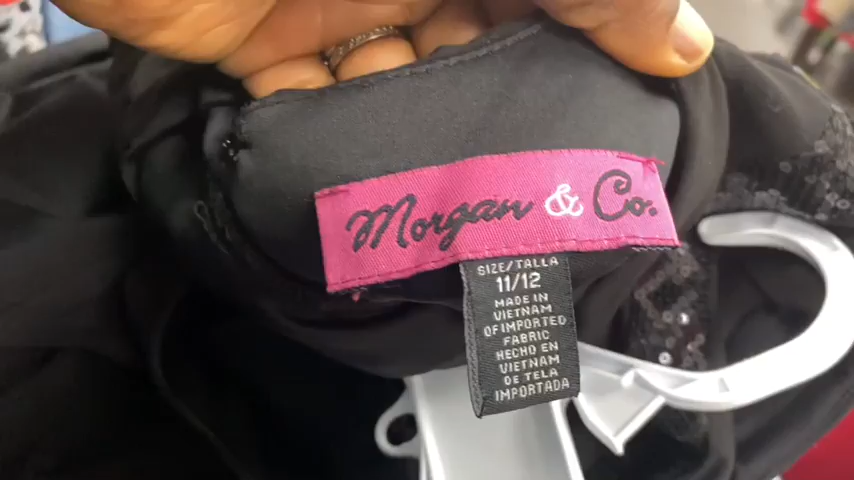 Morgan & Co.
SIZE/TALLA
11/12
MADE IN
VIETNAM
OF IMPORTED
FABRIC
HECHO EN
VIETNAM
DE TELA
IMPORTADA